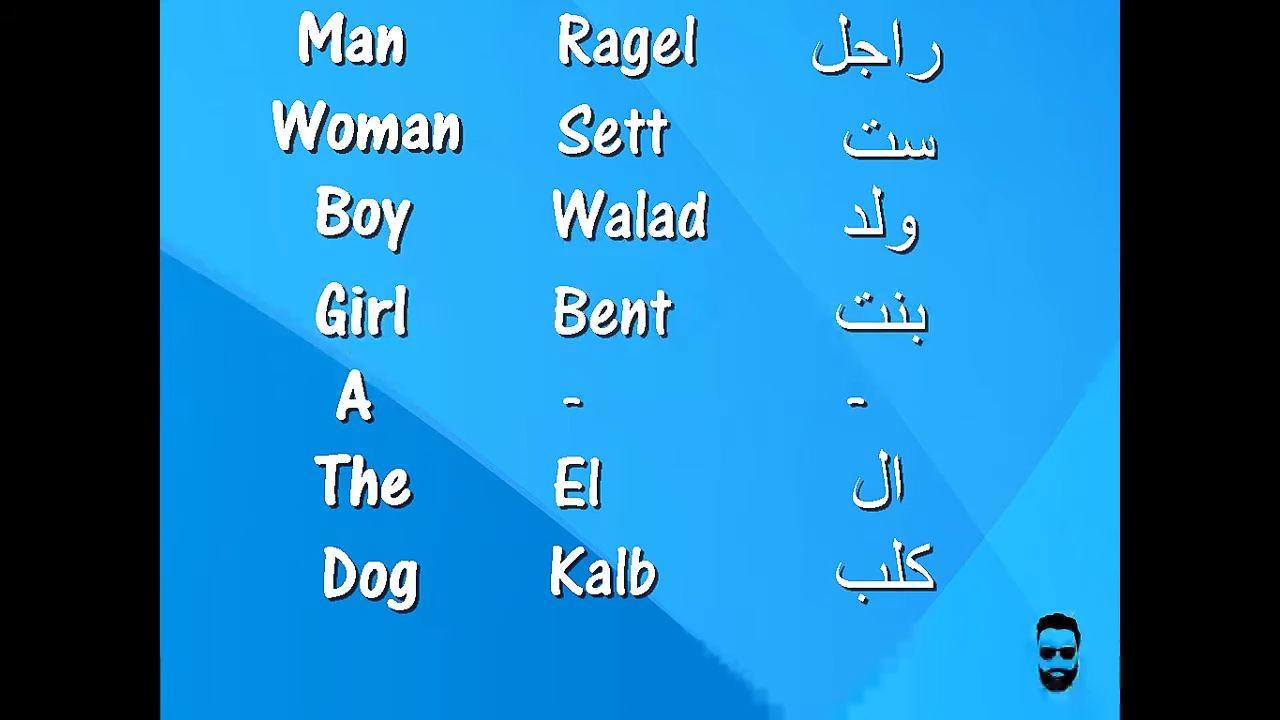 Man Ragel راجل
Woman Sett ست
Boy Walad ولد
Girl Bent بنت
A - -
The El ال
Dog Kalb كلب